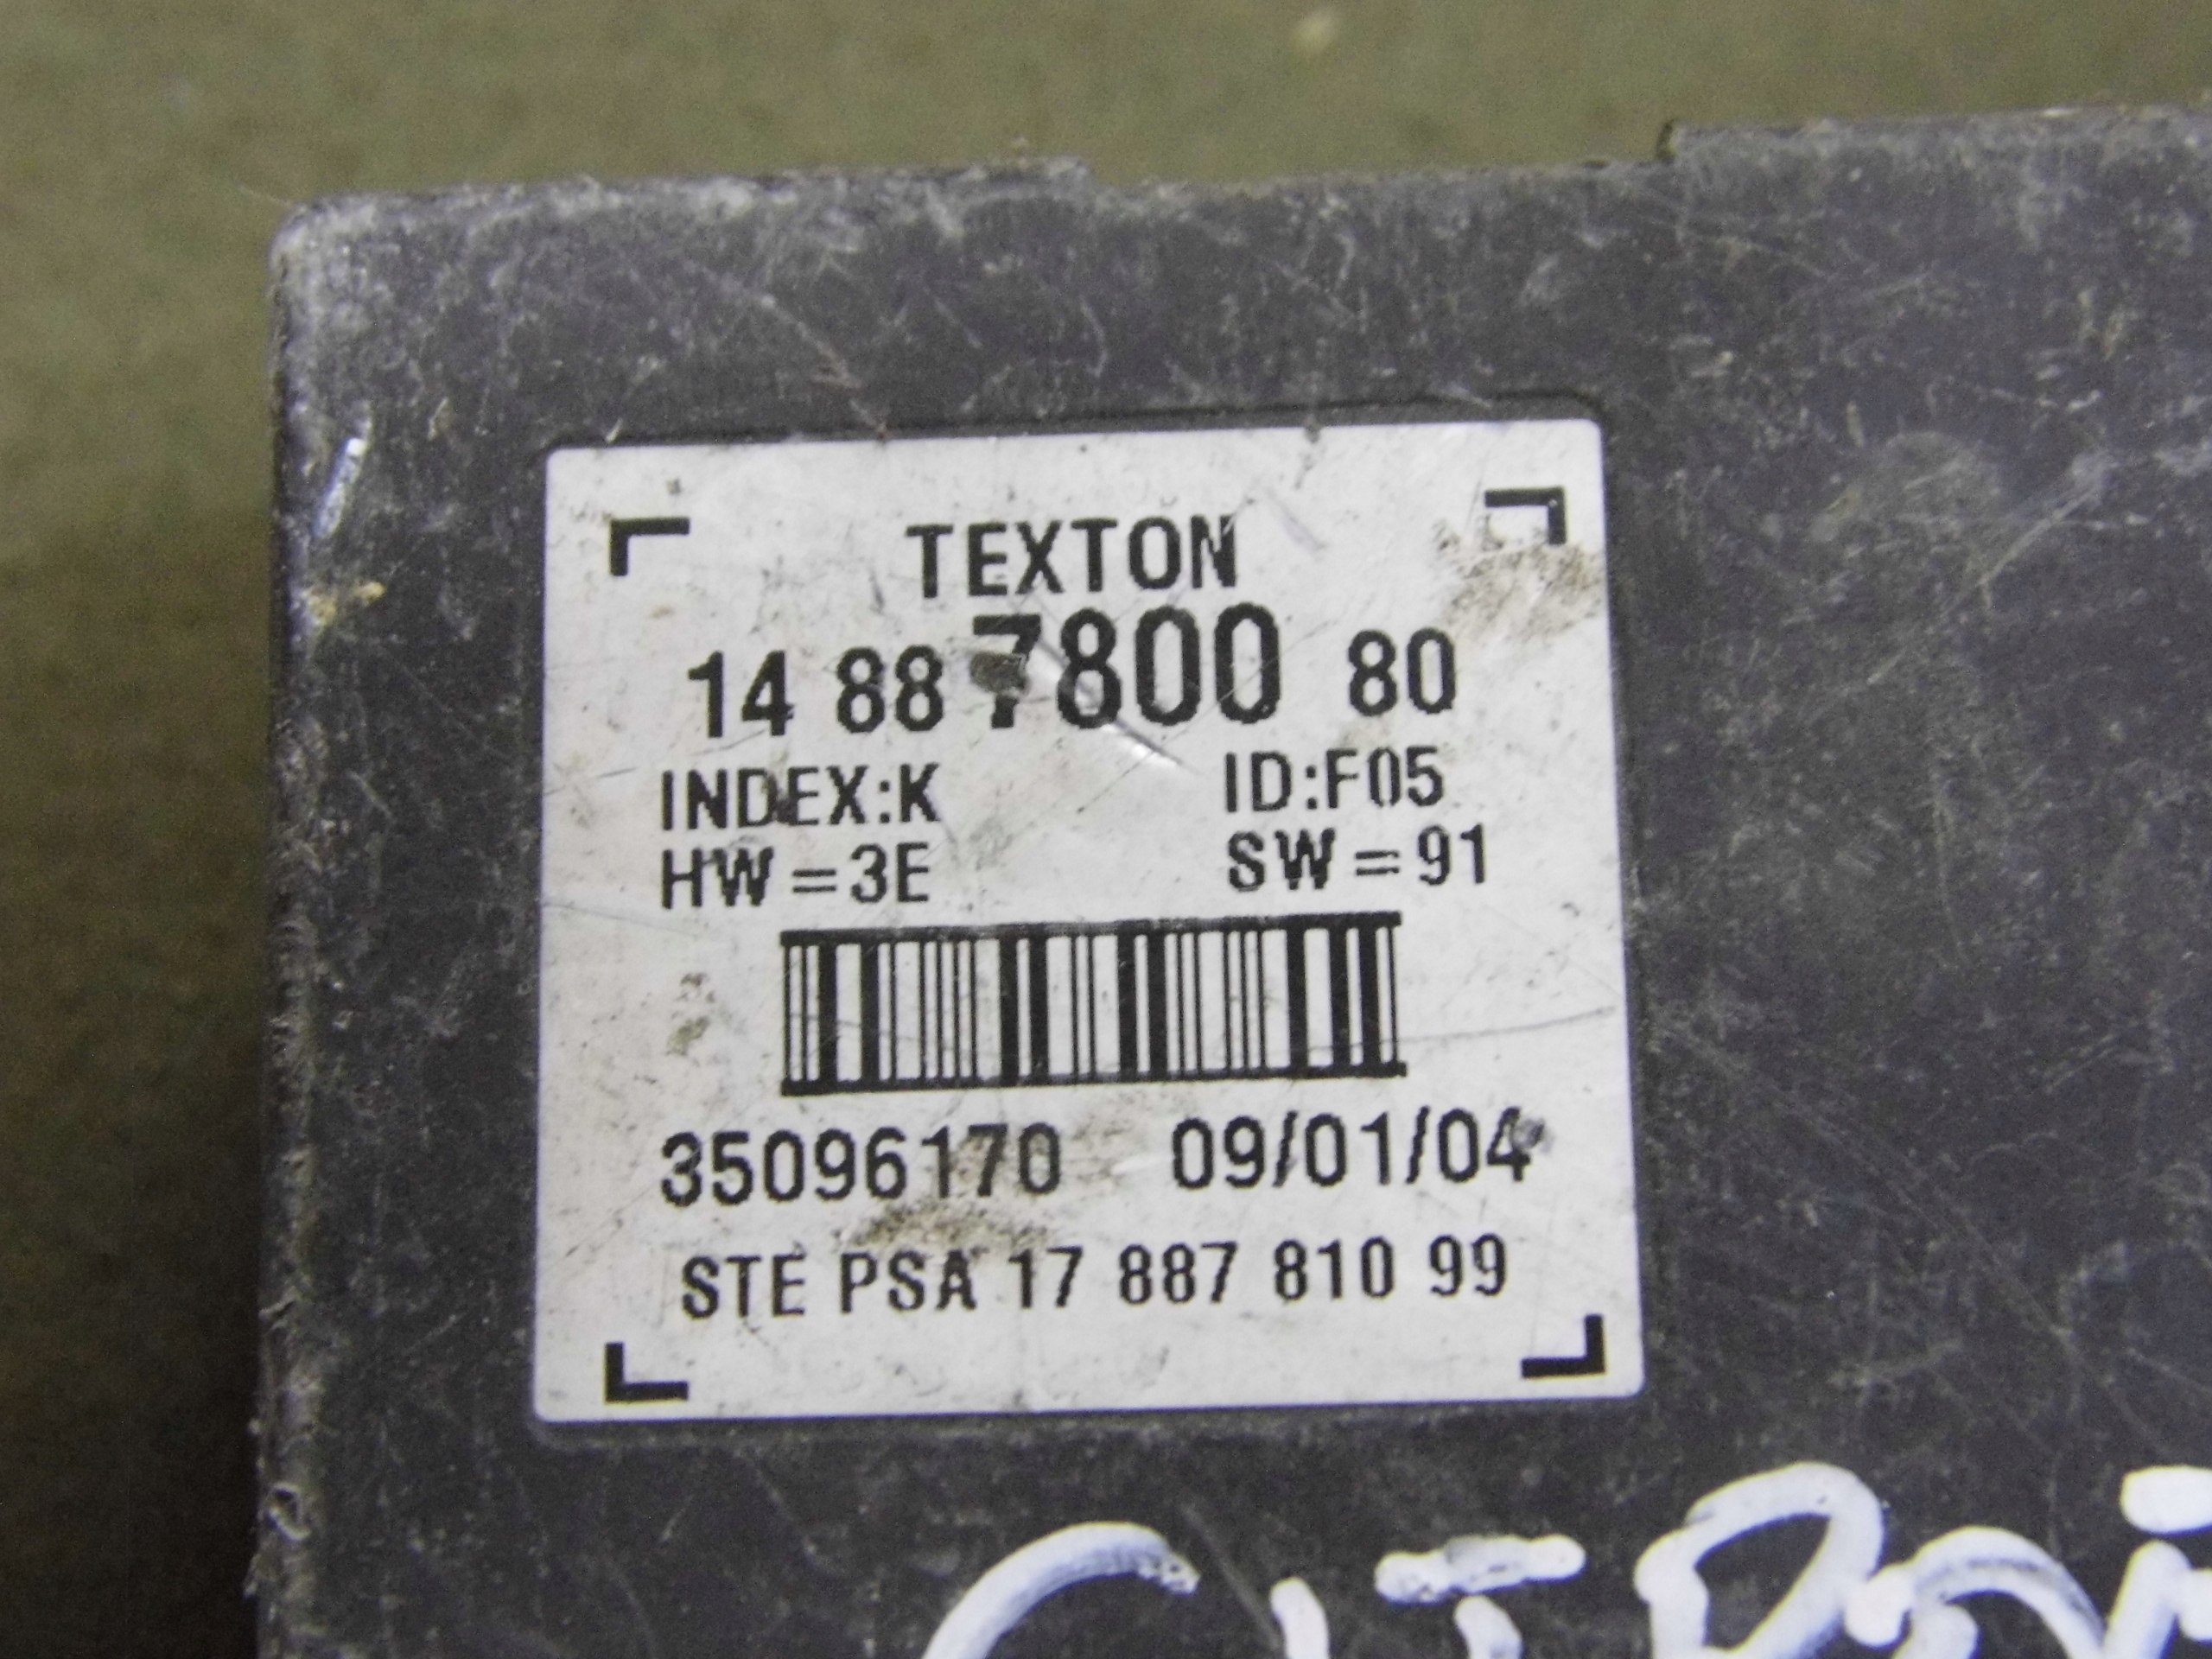 TEXTON
14 88 7800 80
INDEX:K ID:F05
HW=3E SW=91
35096170 09/01/04
STE PSA 17 887 810 99